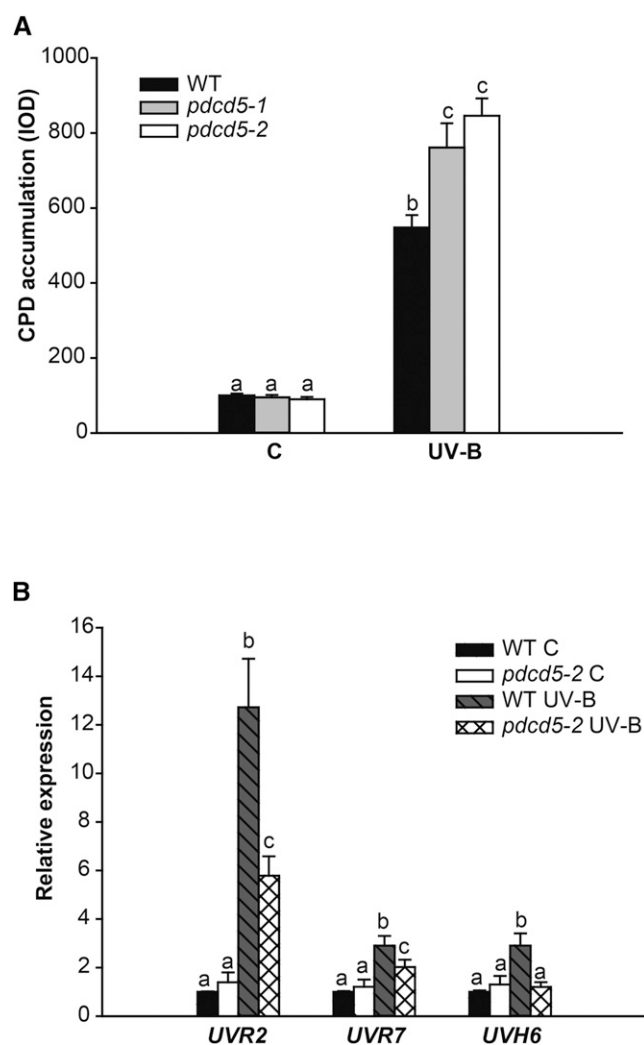 A
CPD accumulation (IOD)
1000
800
600
400
200
0
WT
pdcd5-1
pdcd5-2
a a a
b c c
C UV-B
B
Relative expression
16
14
12
10
8
6
4
2
0
WT C
pdcd5-2 C
WT UV-B
pdcd5-2 UV-B
a a b c
a a b c
a a b a
UVR2 UVR7 UVH6